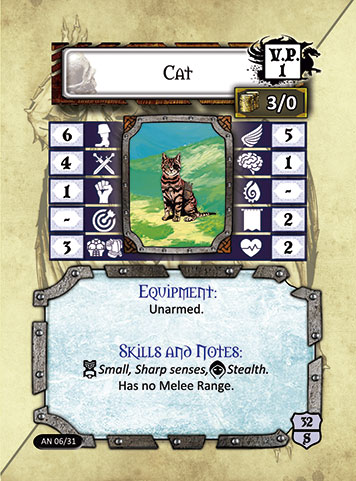 Cat
V.P.
1
3/0
6 5
4 1
1 -
- 2
3 2
Equipment:
Unarmed.
Skills and Notes:
Small, Sharp senses, Stealth.
Has no Melee Range.
AN 06/31
32
S